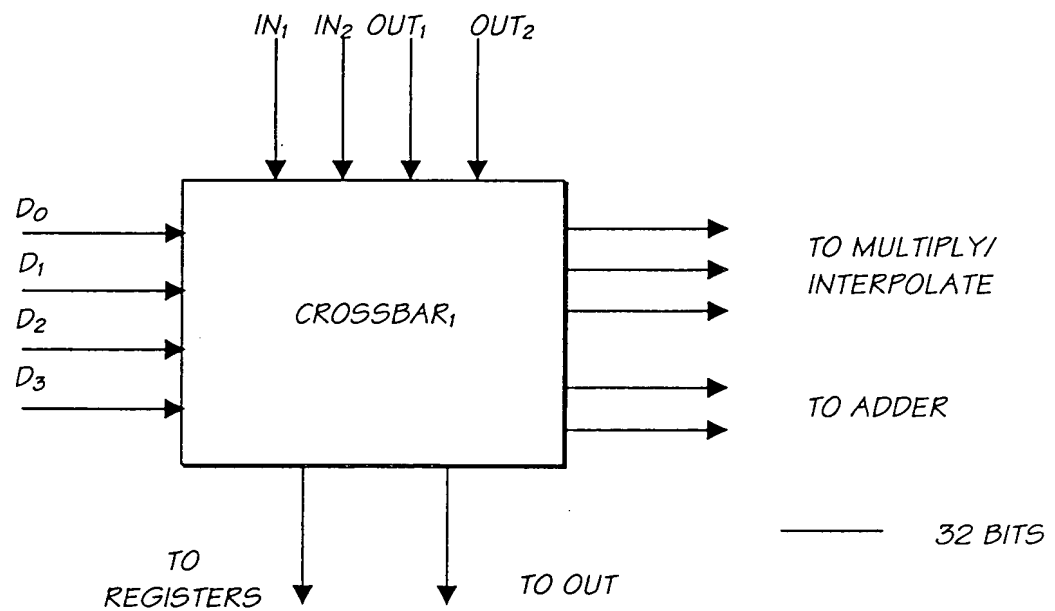 IN₁ IN₂ OUT₁ OUT₂
D₀
D₁
D₂
D₃
CROSSBAR₁
TO MULTIPLY/
INTERPOLATE
TO ADDER
32 BITS
TO
REGISTERS
TO OUT